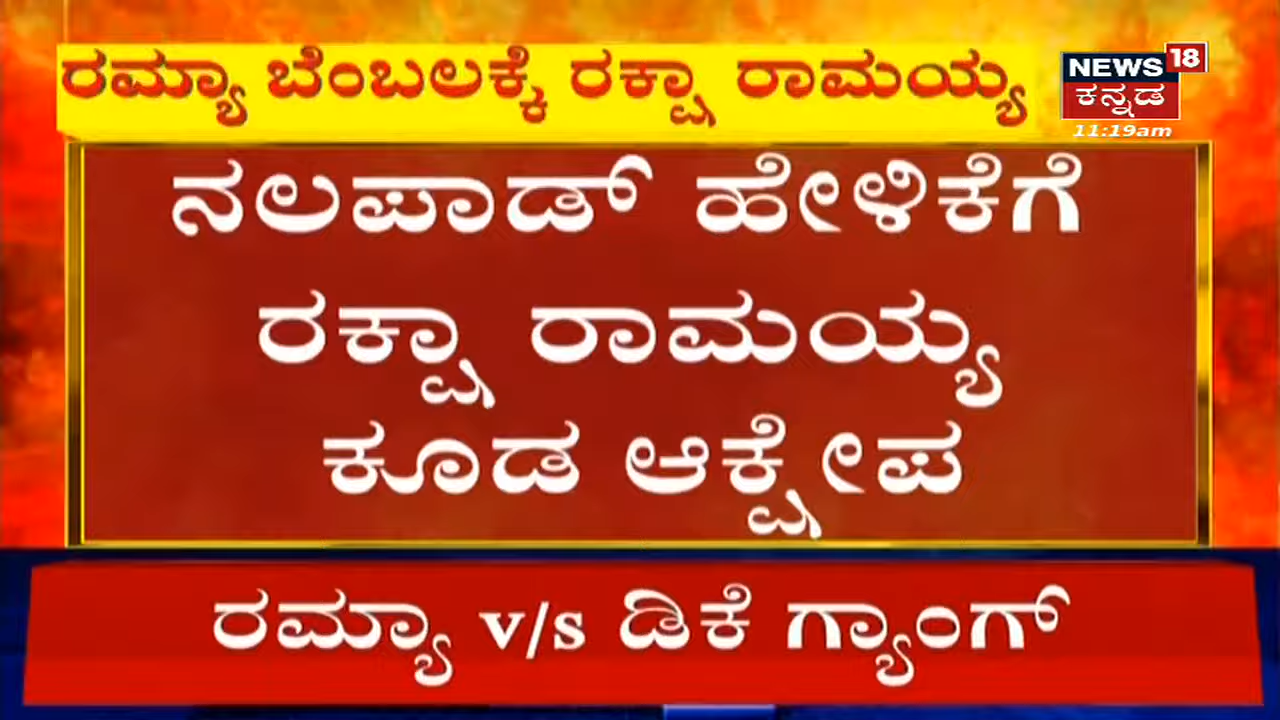 ರಮ್ಯಾ ಬೆಂಬಲಕ್ಕೆ ರಕ್ಷಾ ರಾಮಯ್ಯ
NEWS 18
ಕನ್ನಡ
11:19am
ನಲಪಾಡ್ ಹೇಳಿಕೆಗೆ
ರಕ್ಷಾ ರಾಮಯ್ಯ
ಕೂಡ ಆಕ್ಷೇಪ
ರಮ್ಯಾ v/s ಡಿಕೆ ಗ್ಯಾಂಗ್